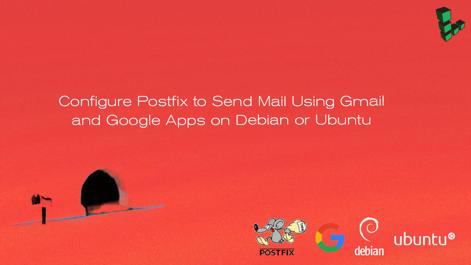 Configure Postfix to Send Mail Using Gmail
and Google Apps on Debian or Ubuntu
POSTFIX
debian
ubuntu